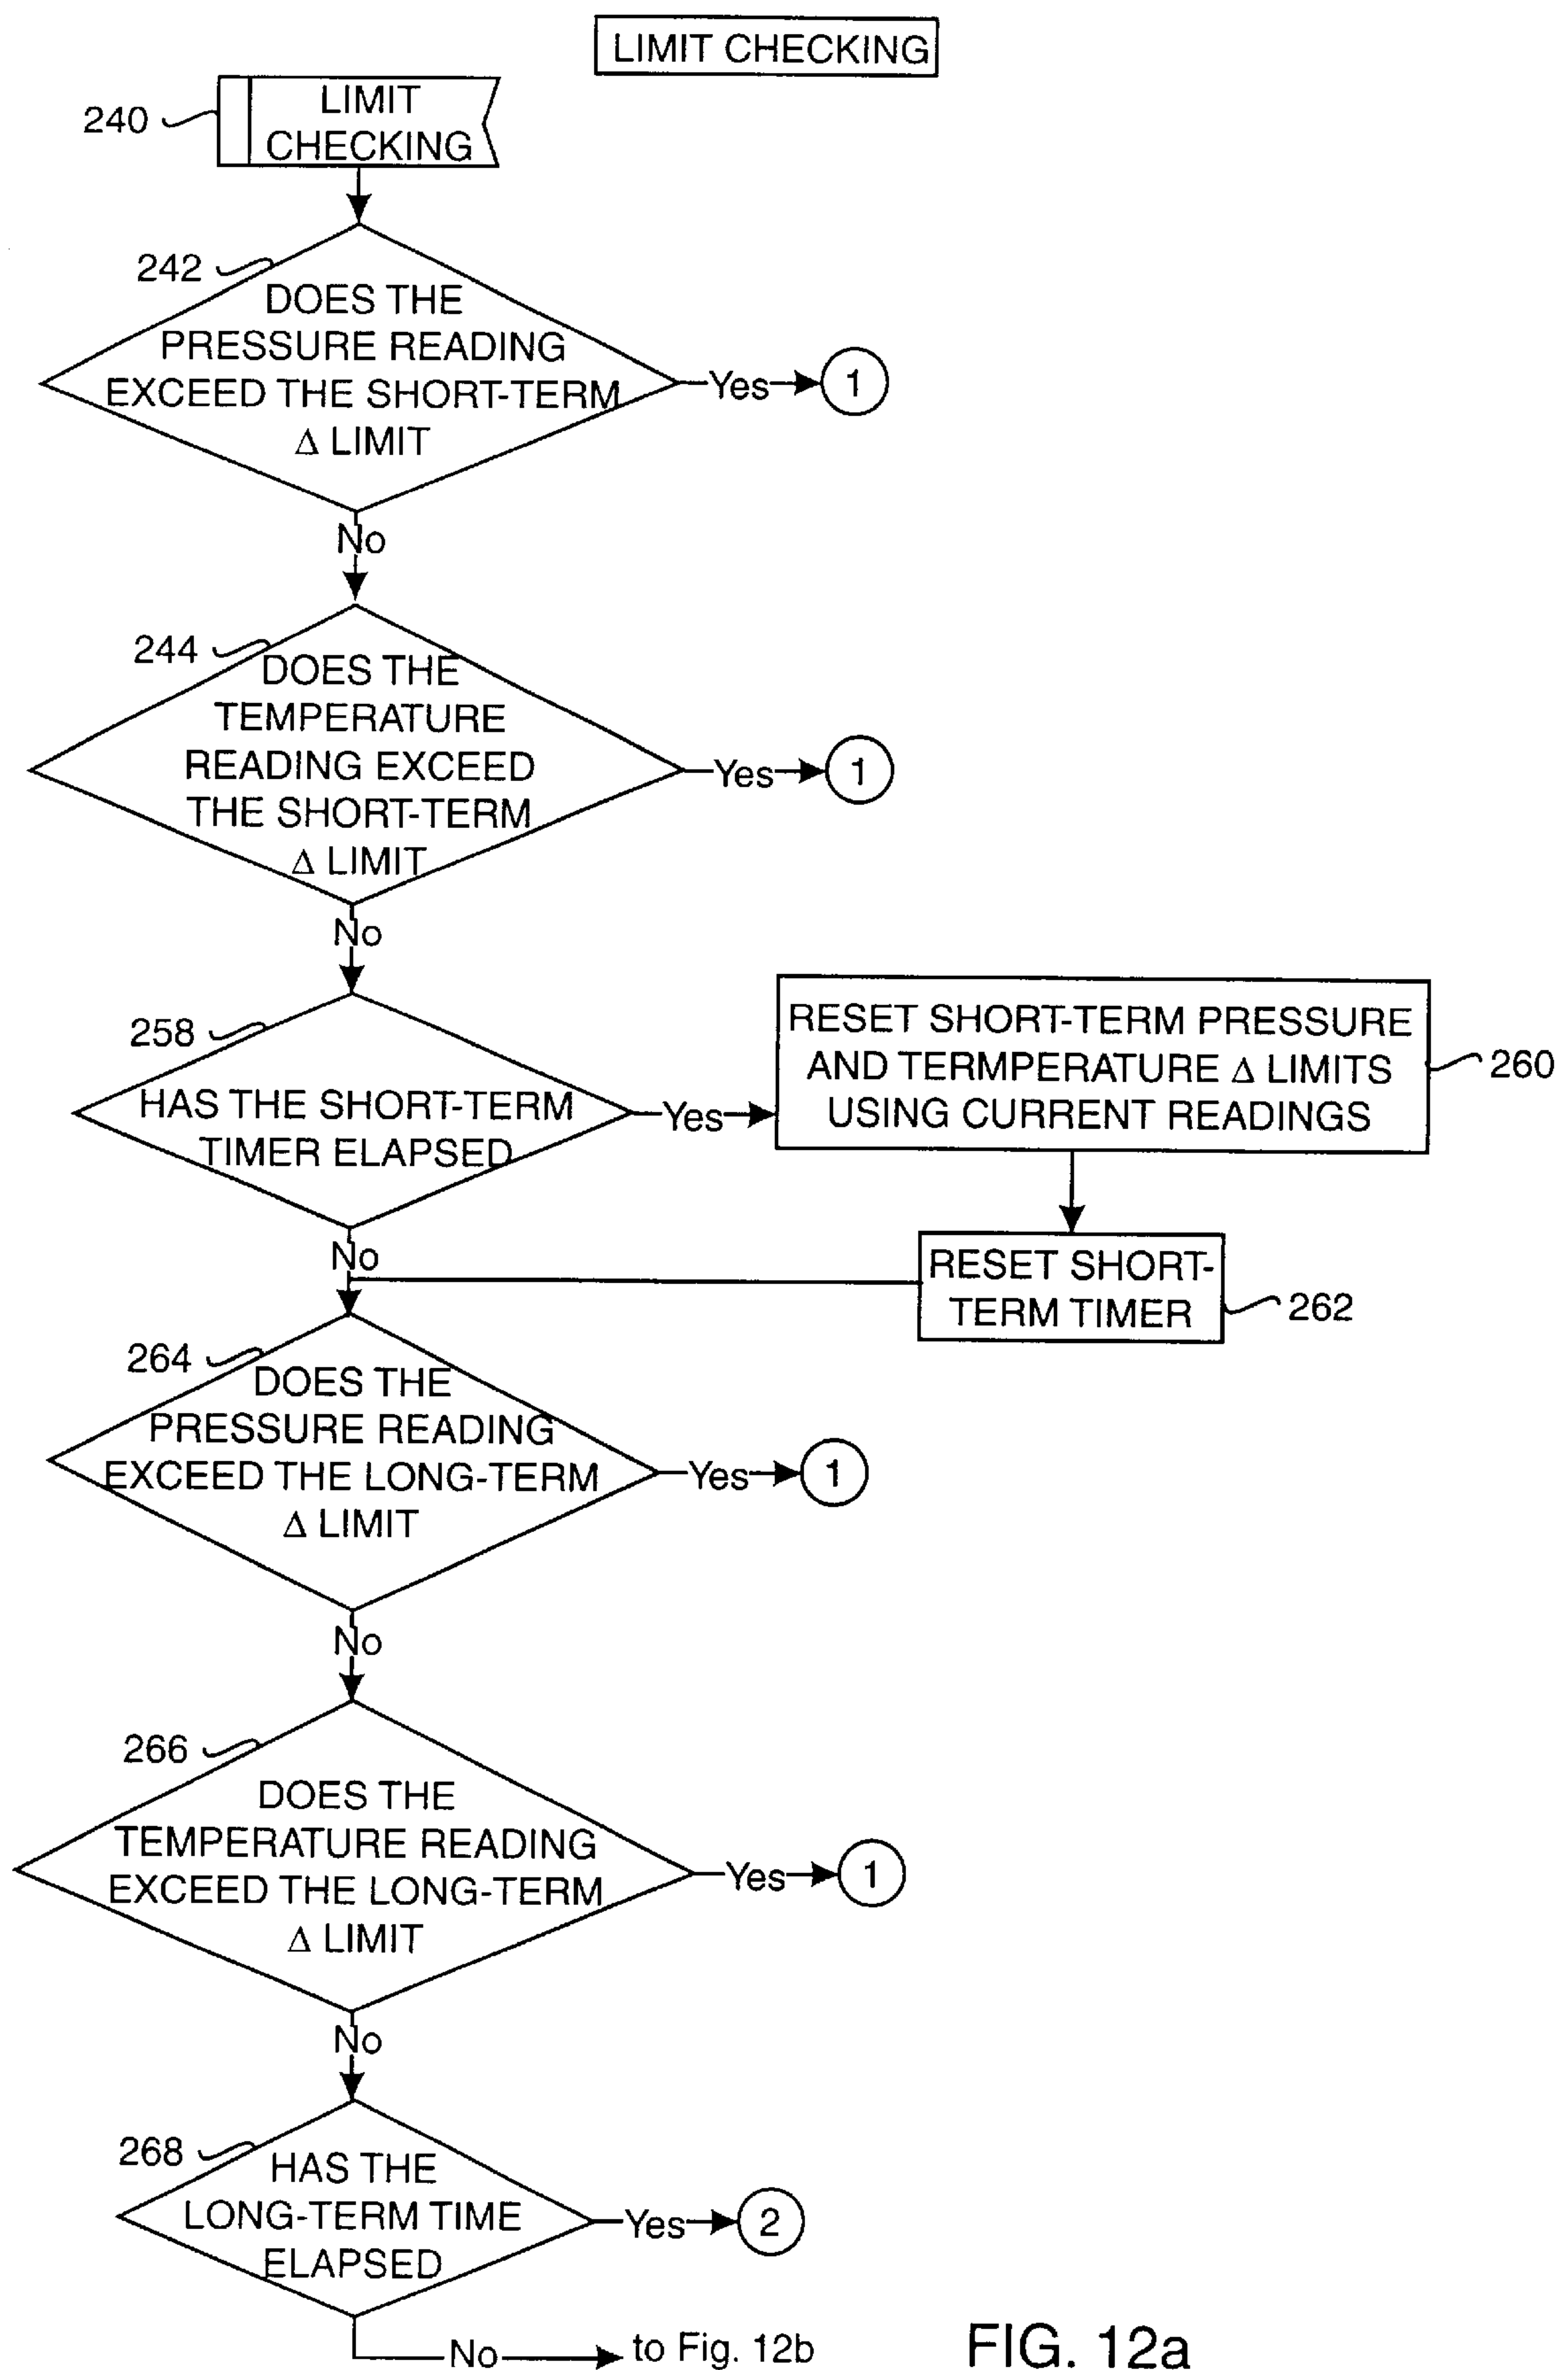 LIMIT CHECKING
240
LIMIT
CHECKING
242
DOES THE
PRESSURE READING
EXCEED THE SHORT-TERM
Δ LIMIT
Yes
1
No
244
DOES THE
TEMPERATURE
READING EXCEED
THE SHORT-TERM
Δ LIMIT
Yes
1
No
258
HAS THE SHORT-TERM
TIMER ELAPSED
Yes
RESET SHORT-TERM PRESSURE
AND TERMPERATURE Δ LIMITS
USING CURRENT READINGS
260
No
RESET SHORT-
TERM TIMER
262
264
DOES THE
PRESSURE READING
EXCEED THE LONG-TERM
Δ LIMIT
Yes
1
No
266
DOES THE
TEMPERATURE READING
EXCEED THE LONG-TERM
Δ LIMIT
Yes
1
No
268
HAS THE
LONG-TERM TIME
ELAPSED
Yes
2
No
to Fig. 12b
FIG. 12a